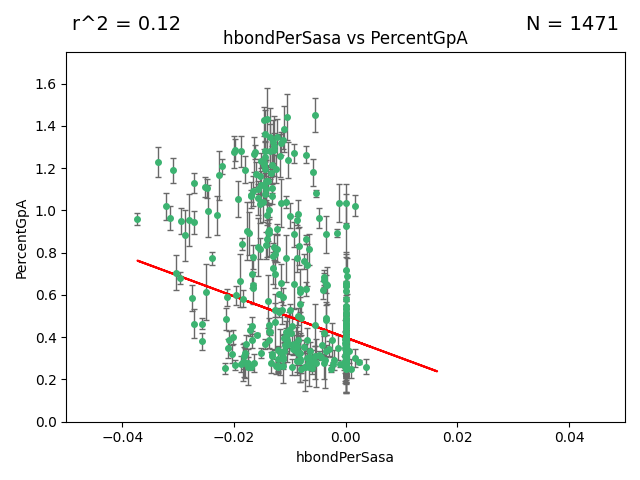 r^2 = 0.12
N = 1471
hbondPerSasa vs PercentGpA
1.6
1.4
1.2
1.0
0.8
0.6
0.4
0.2
0.0
PercentGpA
−0.04
−0.02
0.00
0.02
0.04
hbondPerSasa